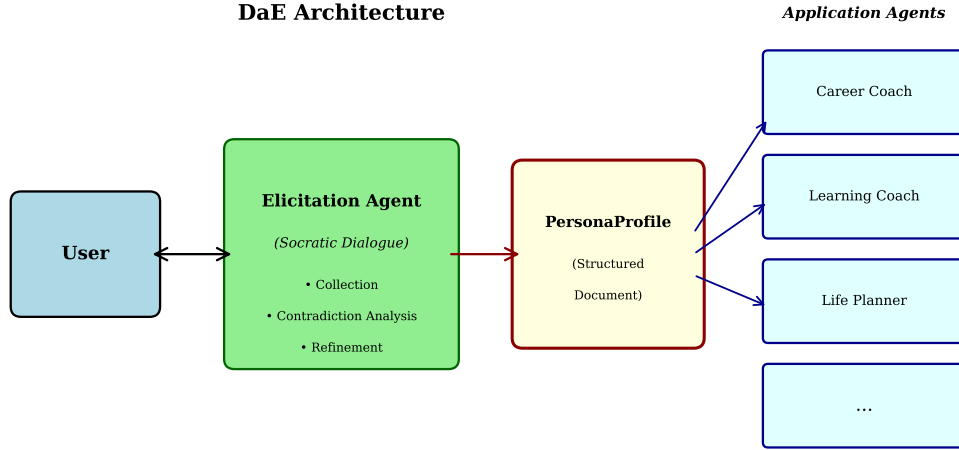 DaE Architecture
Application Agents
User
Elicitation Agent
(Socratic Dialogue)
• Collection
• Contradiction Analysis
• Refinement
PersonaProfile
(Structured
Document)
Career Coach
Learning Coach
Life Planner
...